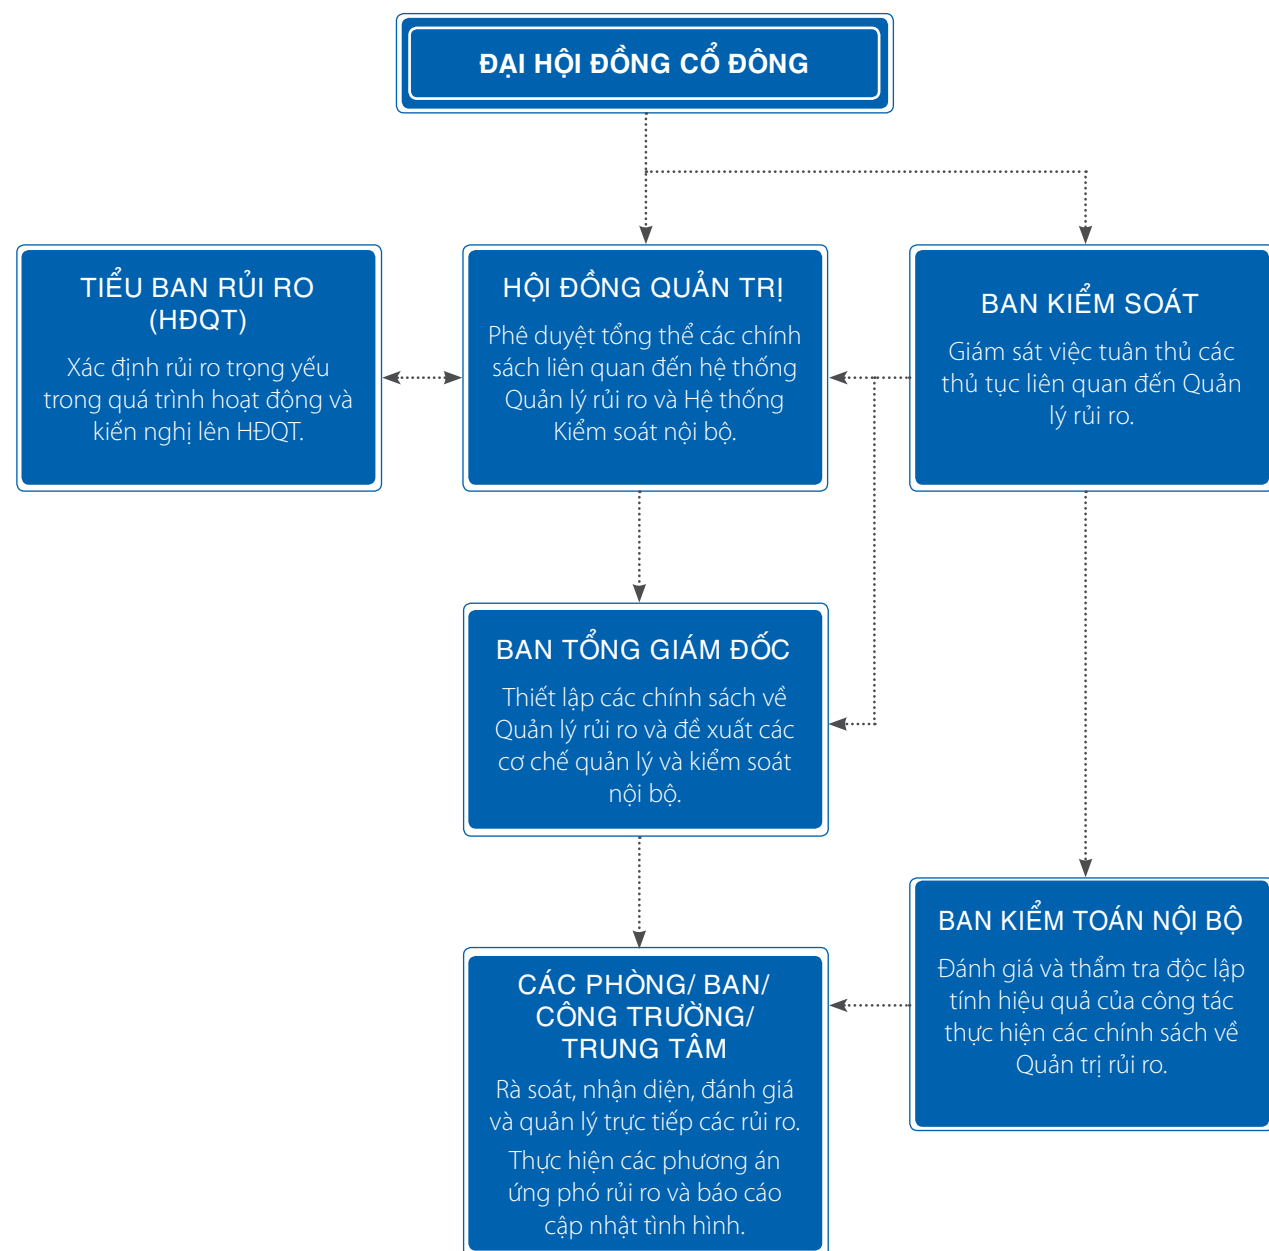 ĐẠI HỘI ĐỒNG CỔ ĐÔNG
TIỂU BAN RỦI RO
(HĐQT)
Xác định rủi ro trọng yếu
trong quá trình hoạt động và
kiến nghị lên HĐQT.
HỘI ĐỒNG QUẢN TRỊ
Phê duyệt tổng thể các chính
sách liên quan đến hệ thống
Quản lý rủi ro và Hệ thống
Kiểm soát nội bộ.
BAN KIỂM SOÁT
Giám sát việc tuân thủ các
thủ tục liên quan đến Quản
lý rủi ro.
BAN TỔNG GIÁM ĐỐC
Thiết lập các chính sách về
Quản lý rủi ro và đề xuất các
cơ chế quản lý và kiểm soát
nội bộ.
BAN KIỂM TOÁN NỘI BỘ
Đánh giá và thẩm tra độc lập
tính hiệu quả của công tác
thực hiện các chính sách về
Quản trị rủi ro.
CÁC PHÒNG/ BAN/
CÔNG TRƯỜNG/
TRUNG TÂM
Rà soát, nhận diện, đánh giá
và quản lý trực tiếp các rủi ro.
Thực hiện các phương án
ứng phó rủi ro và báo cáo
cập nhật tình hình.